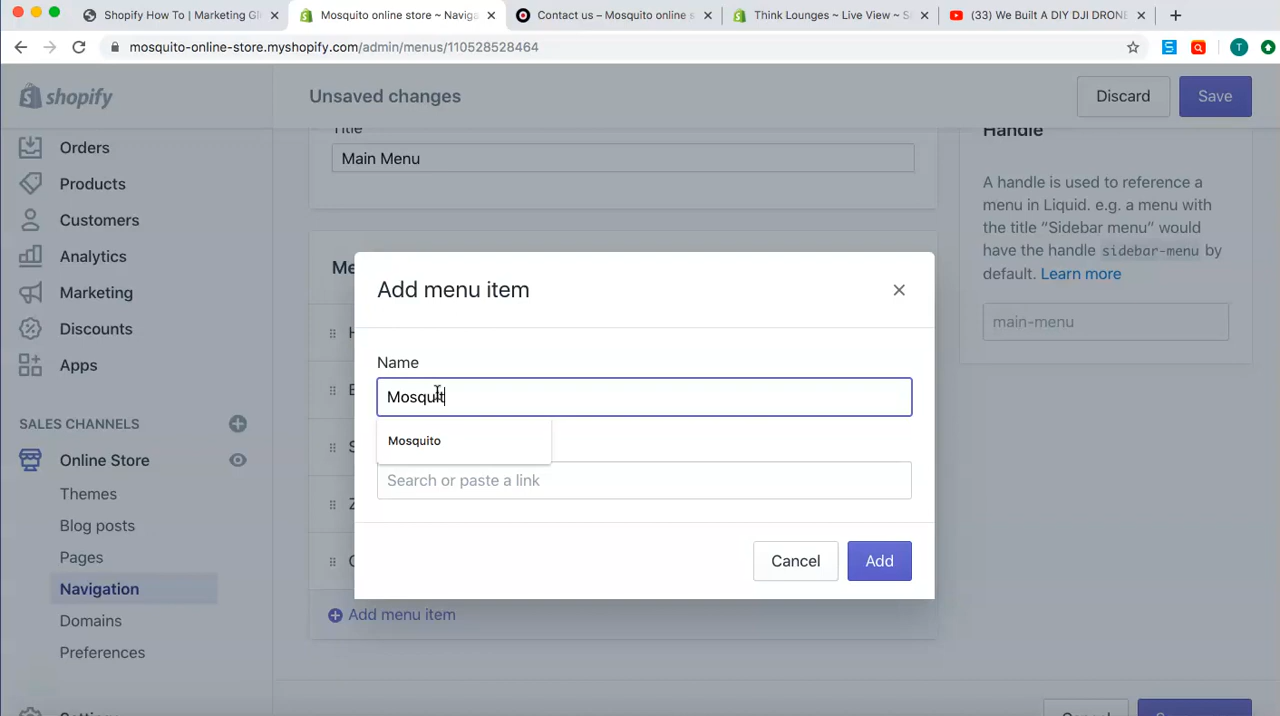 Shopify How To | Marketing Gl
Mosquito online store ~ Naviga
Contact us – Mosquito online s
Think Lounges ~ Live View ~ S
(33) We Built A DIY DJI DRONE
mosquito-online-store.myshopify.com/admin/menus/110528528464
T
shopify
Unsaved changes
Discard
Save
Orders
Products
Customers
Analytics
Marketing
Discounts
Apps
SALES CHANNELS
Online Store
Themes
Blog posts
Pages
Navigation
Domains
Preferences
Title
Main Menu
Me
Add menu item
Name
Mosquit
Mosquito
Search or paste a link
Cancel
Add
Add menu item
Handle
A handle is used to reference a
menu in Liquid. e.g. a menu with
the title “Sidebar menu” would
have the handle sidebar-menu by
default. Learn more
main-menu